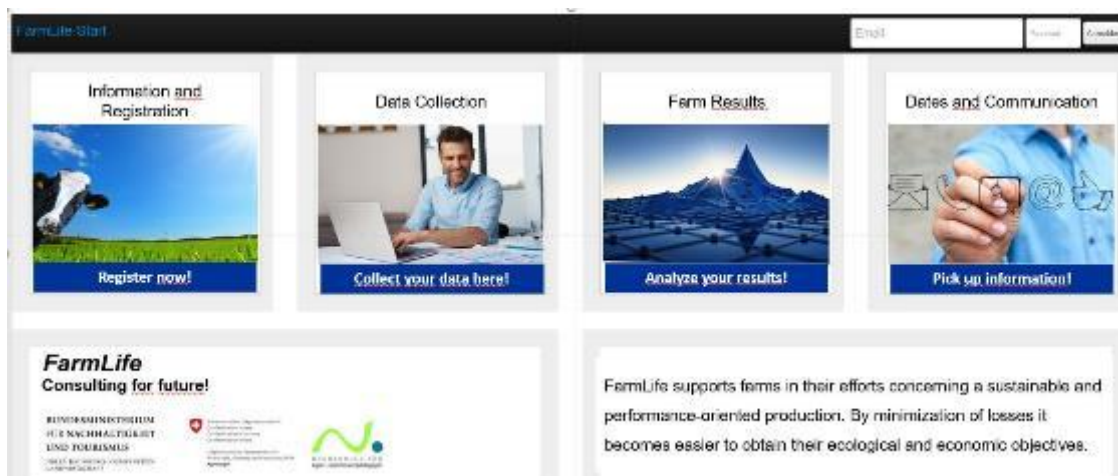 FarmLife-Start
Email
Information and
Registration
Data Collection
Farm Results
Dates and Communication
@
Register now!
Collect your data here!
Analyze your results!
Pick up information!
FarmLife
Consulting for future!
BUNDESMINISTERIUM
FÜR NACHHALTIGKEIT
UND TOURISMUS
FarmLife supports farms in their efforts concerning a sustainable and
performance-oriented production. By minimization of losses it
becomes easier to obtain their ecological and economic objectives.